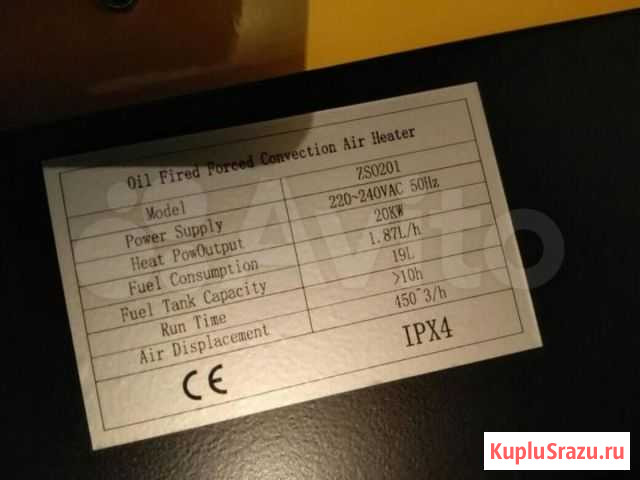 Oil Fired Forced Convection Air Heater
Model ZS0201
Power Supply 220~240VAC 50Hz
Heat PowOutput 20KW
Fuel Consumption 1.87L/h
Fuel Tank Capacity 19L
Run Time >10h
Air Displacement 450~3/h
CE IPX4
Avito
KupluSrazu.ru